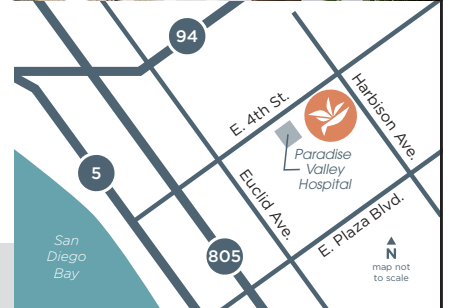 94
E. 4th St.
Harbison Ave.
Paradise
Valley
Hospital
5
Euclid Ave.
E. Plaza Blvd.
San
Diego
Bay
805
N
map not
to scale